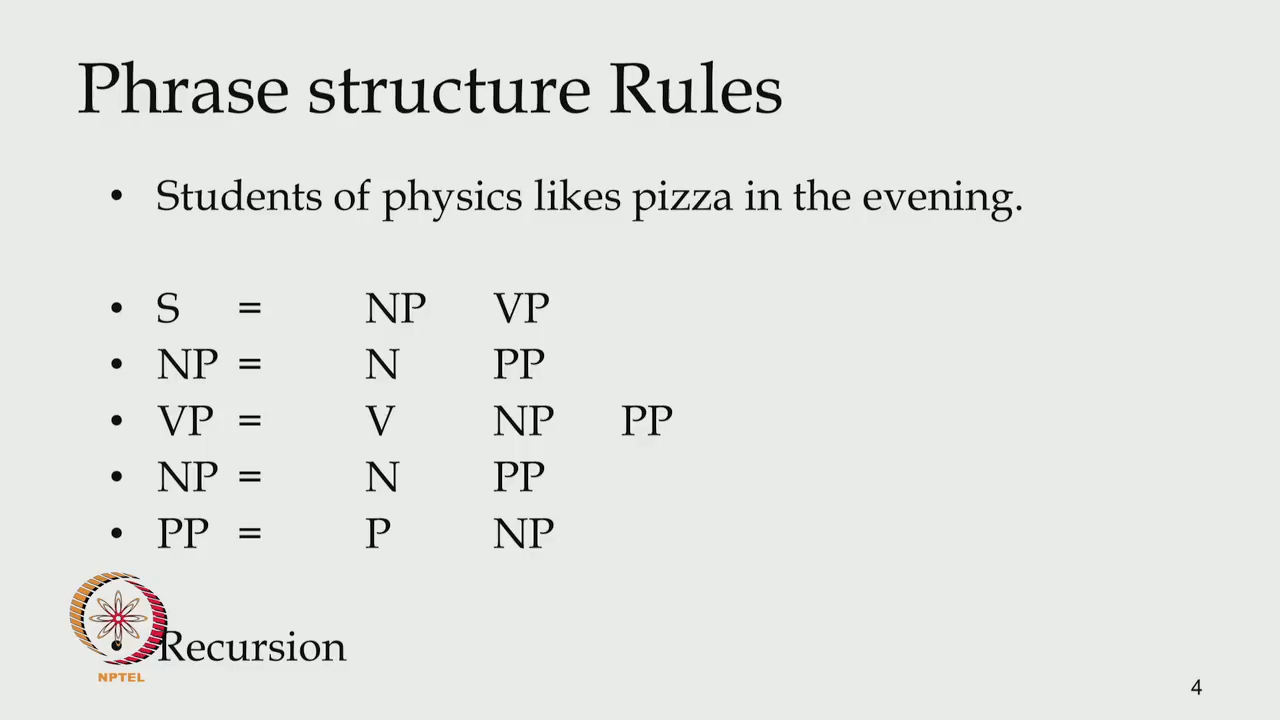 Phrase structure Rules
• Students of physics likes pizza in the evening.
• S = NP VP
• NP = N PP
• VP = V NP PP
• NP = N PP
• PP = P NP
• Recursion
NPTEL
4